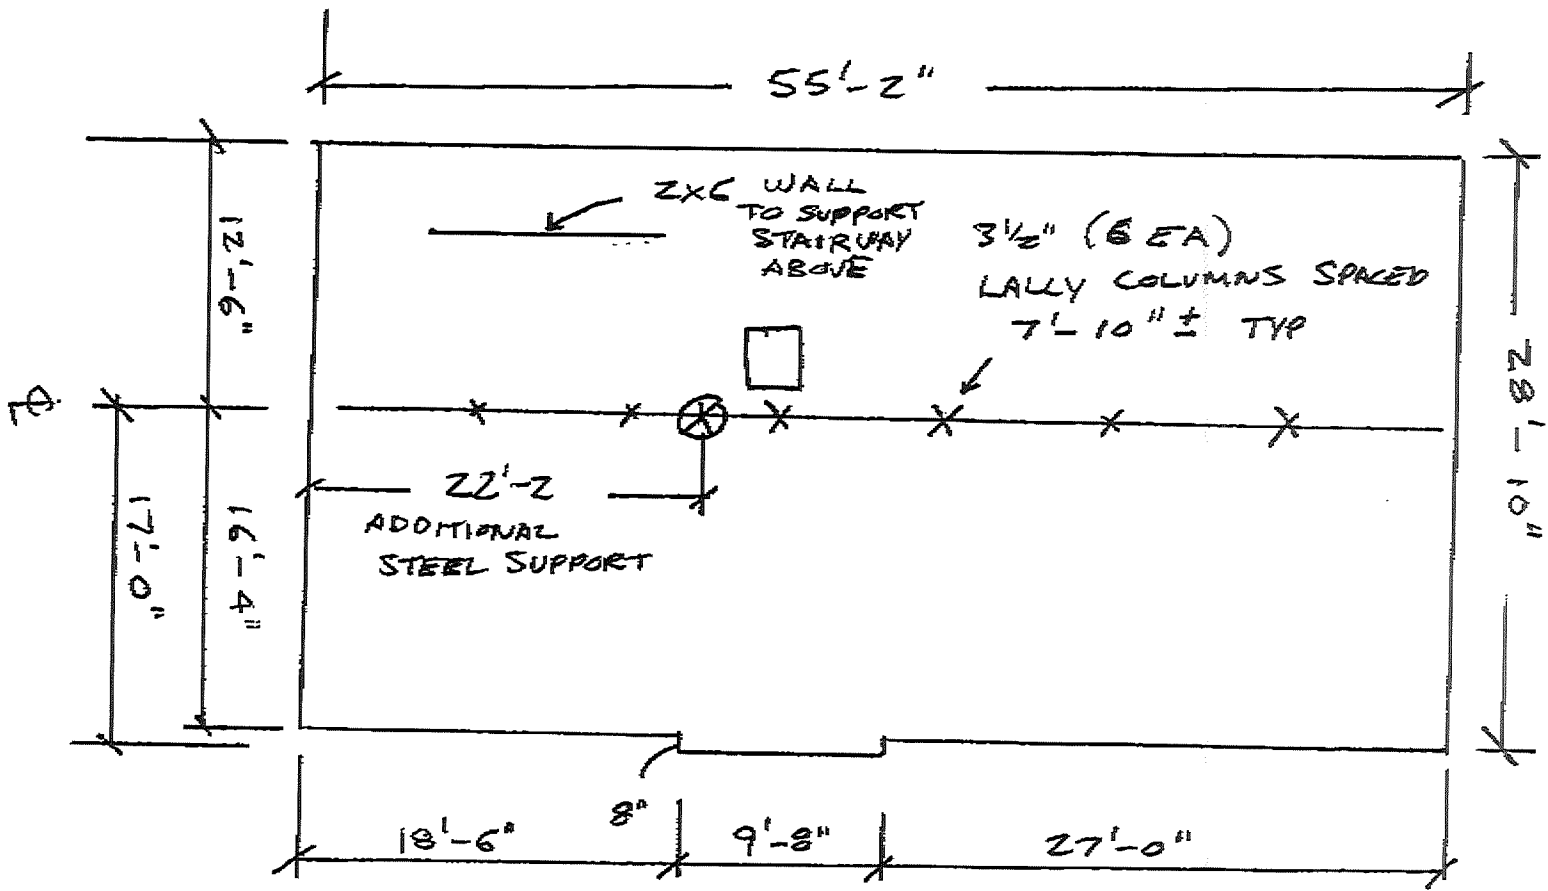 55'-2"
2x6 WALL
TO SUPPORT
STAIRWAY
ABOVE
3½" (6 EA)
LALLY COLUMNS SPACED
7'-10" ± TYP
12'-6"
28'-10"
℄
22'-2
ADDITIONAL
STEEL SUPPORT
17'-0"
16'-4"
8"
18'-6"
9'-8"
27'-0"